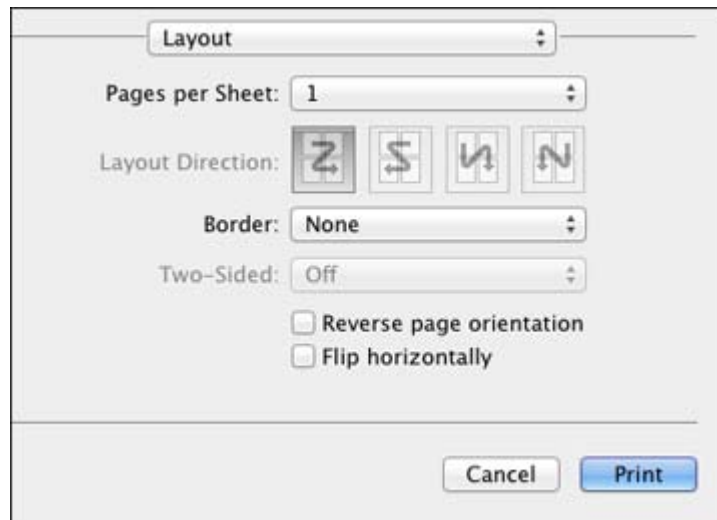 Layout
Pages per Sheet: 1
Layout Direction:
Border: None
Two-Sided: Off
Reverse page orientation
Flip horizontally
Cancel Print